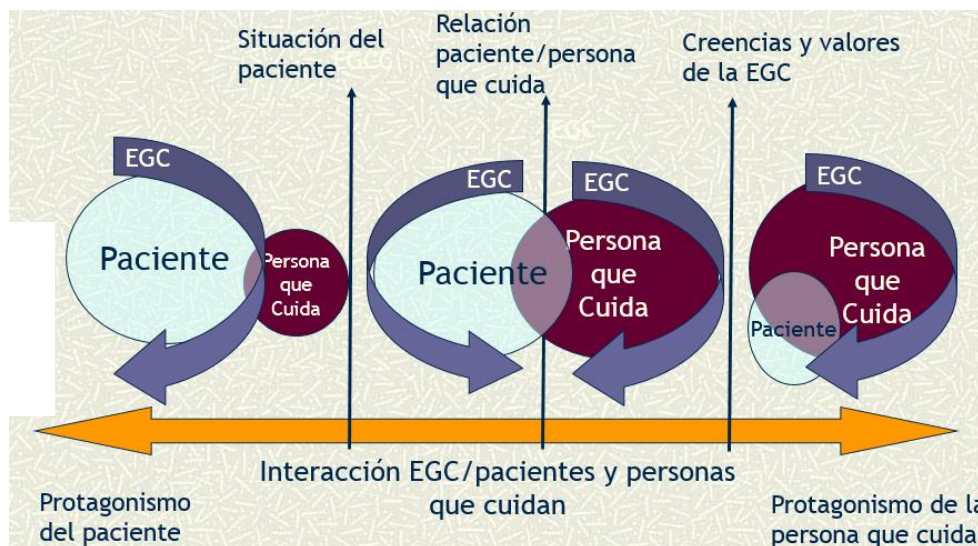 Situación del
paciente
Relación
paciente/persona
que cuida
Creencias y valores
de la EGC
EGC
Paciente
Persona
que
Cuida
EGC
EGC
Paciente
Persona
que
Cuida
EGC
Persona
que
Cuida
Paciente
Interacción EGC/pacientes y personas
que cuidan
Protagonismo
del paciente
Protagonismo de la
persona que cuida